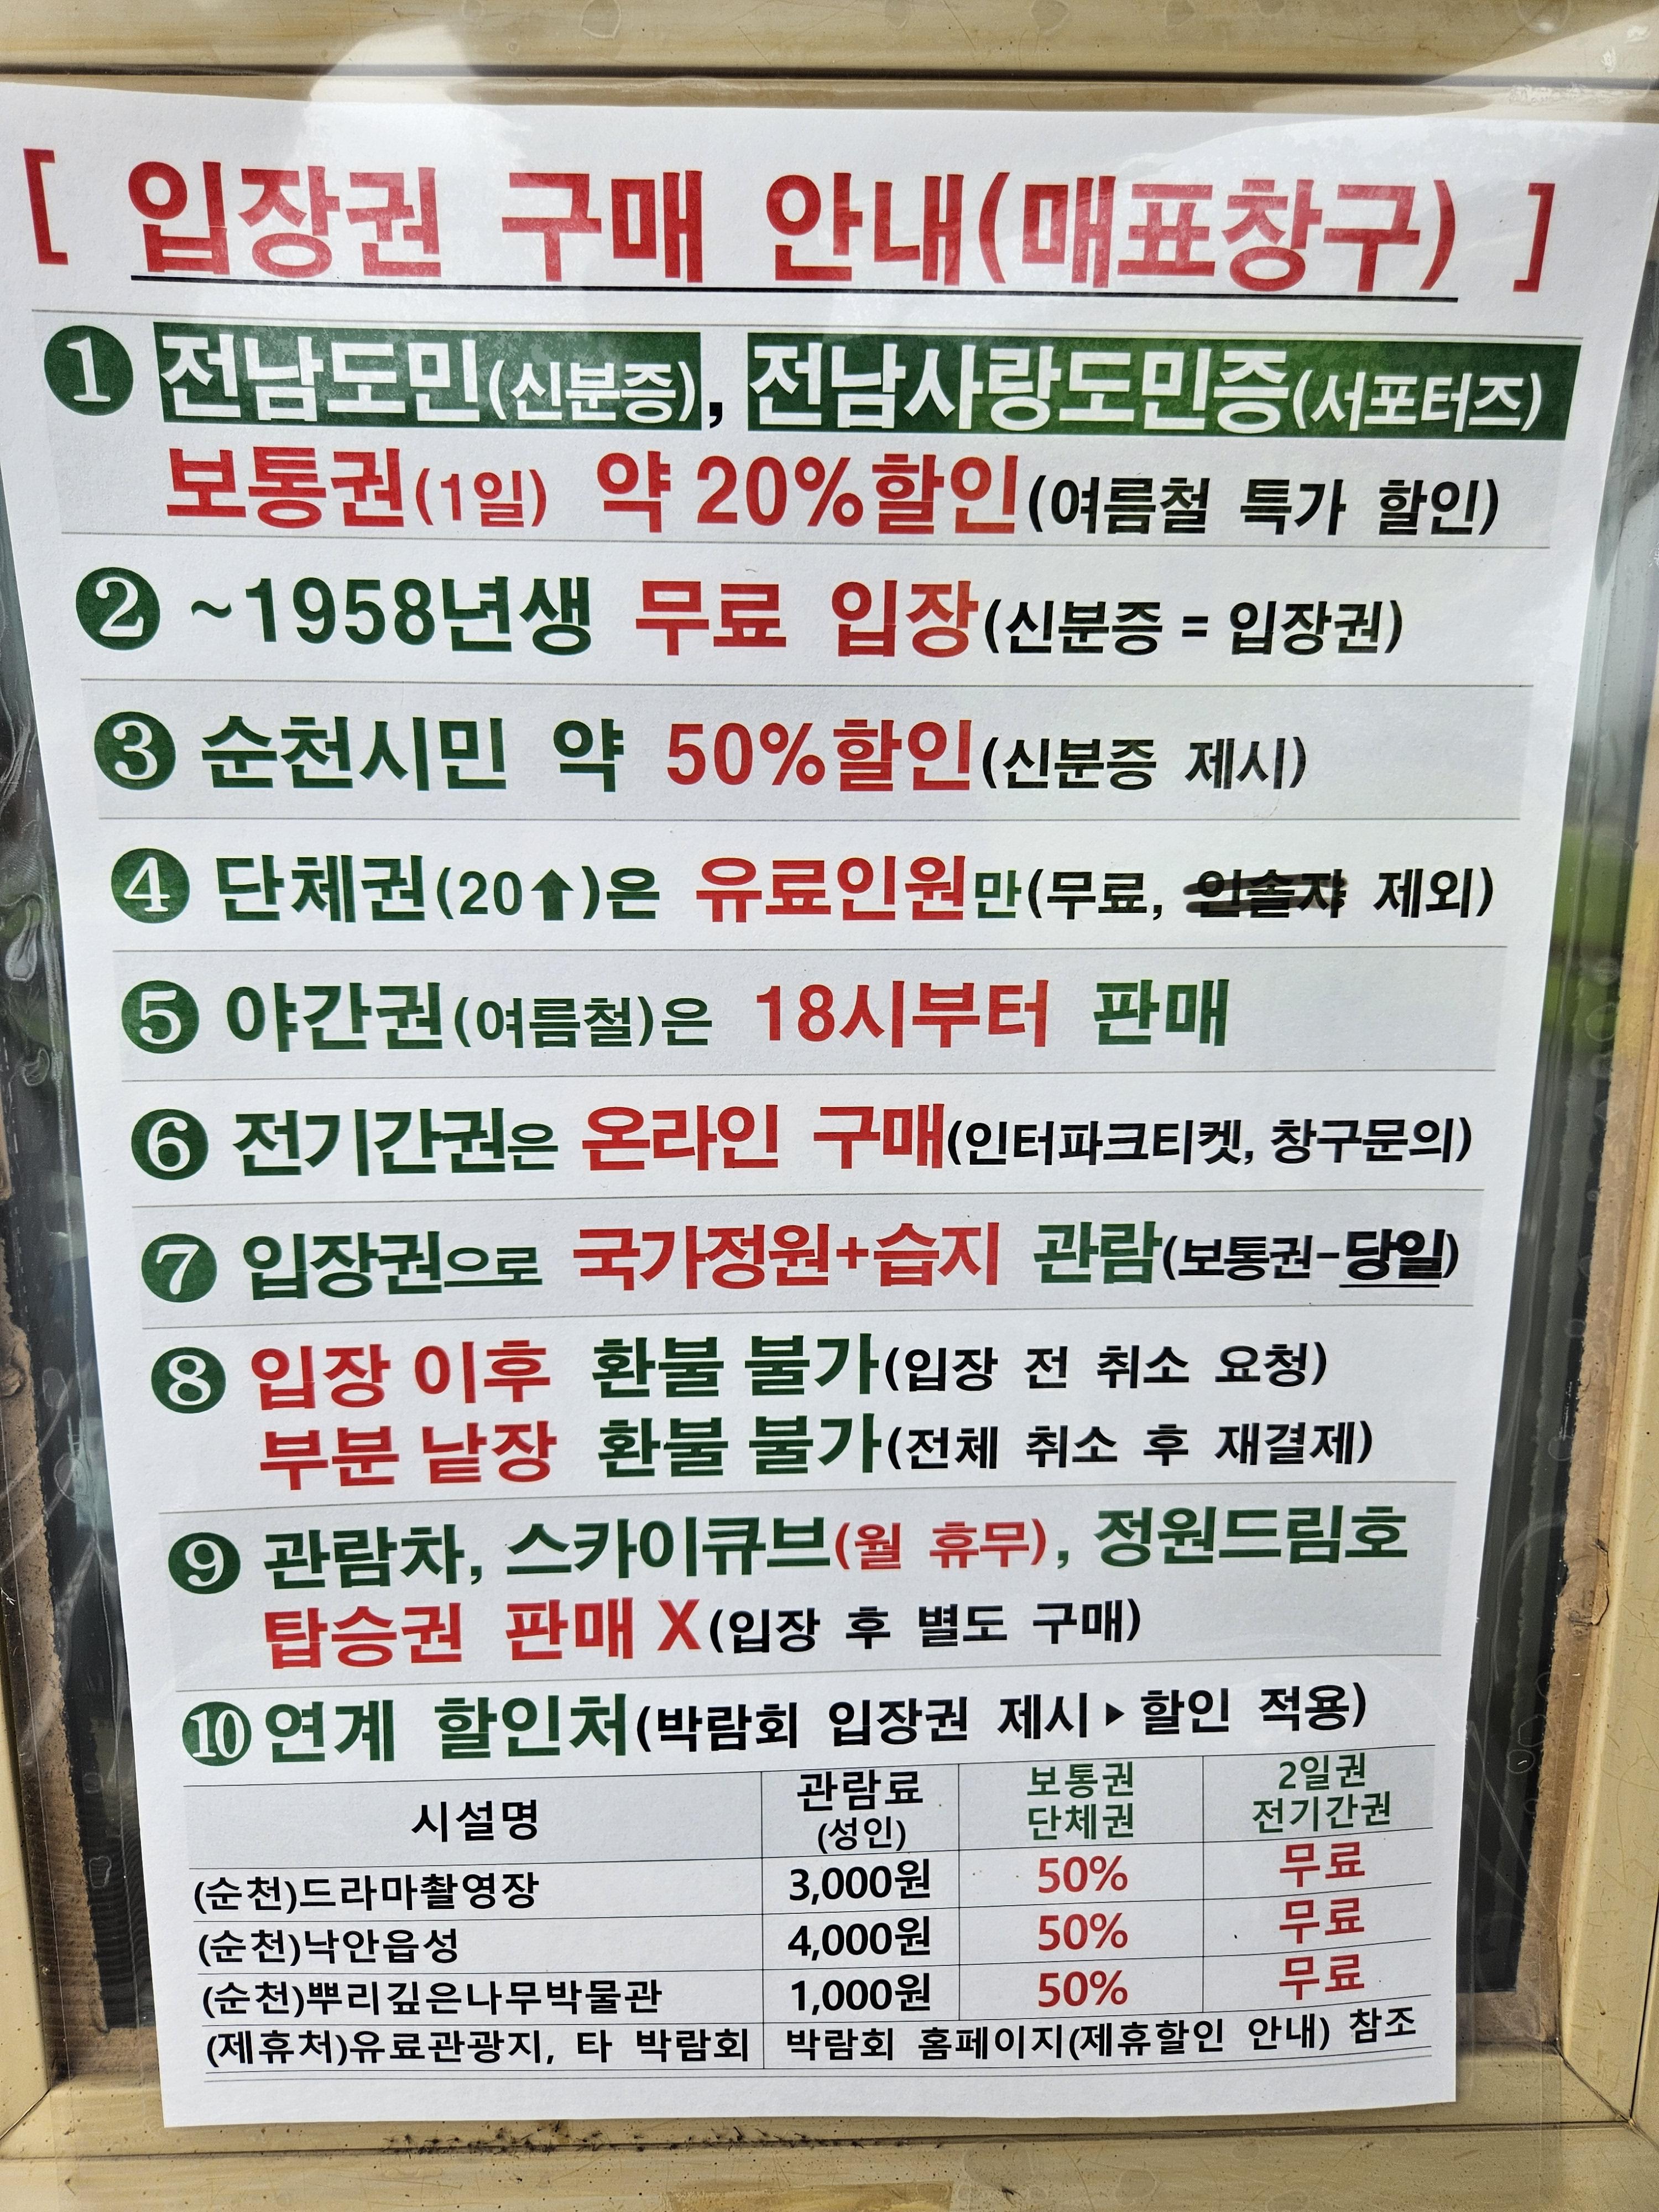 [ 입장권 구매 안내(매표창구) ]
❶ 전남도민(신분증), 전남사랑도민증(서포터즈)
보통권(1일) 약 20%할인(여름철 특가 할인)
❷ ~1958년생 무료 입장(신분증 = 입장권)
❸ 순천시민 약 50%할인(신분증 제시)
❹ 단체권(20⬆)은 유료인원만(무료, 인솔자 제외)
❺ 야간권(여름철)은 18시부터 판매
❻ 전기간권은 온라인 구매(인터파크티켓, 창구문의)
❼ 입장권으로 국가정원+습지 관람(보통권-당일)
❽ 입장 이후 환불 불가(입장 전 취소 요청)
부분 낱장 환불 불가(전체 취소 후 재결제)
❾ 관람차, 스카이큐브(월 휴무), 정원드림호
탑승권 판매 X(입장 후 별도 구매)
❿ 연계 할인처(박람회 입장권 제시▶할인 적용)
시설명 관람료 (성인) 보통권 단체권 2일권 전기간권
(순천)드라마촬영장 3,000원 50% 무료
(순천)낙안읍성 4,000원 50% 무료
(순천)뿌리깊은나무박물관 1,000원 50% 무료
(제휴처)유료관광지, 타 박람회 박람회 홈페이지(제휴할인 안내) 참조